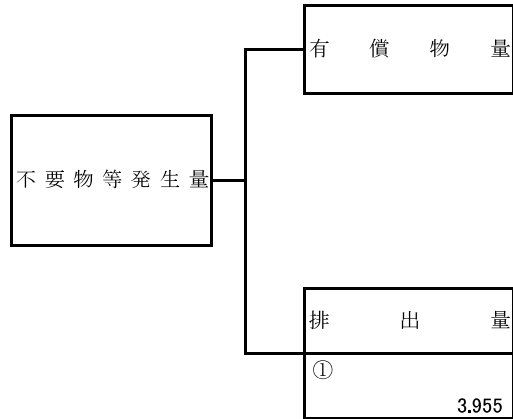 有償物量
不要物等発生量
排出量
①
3.955